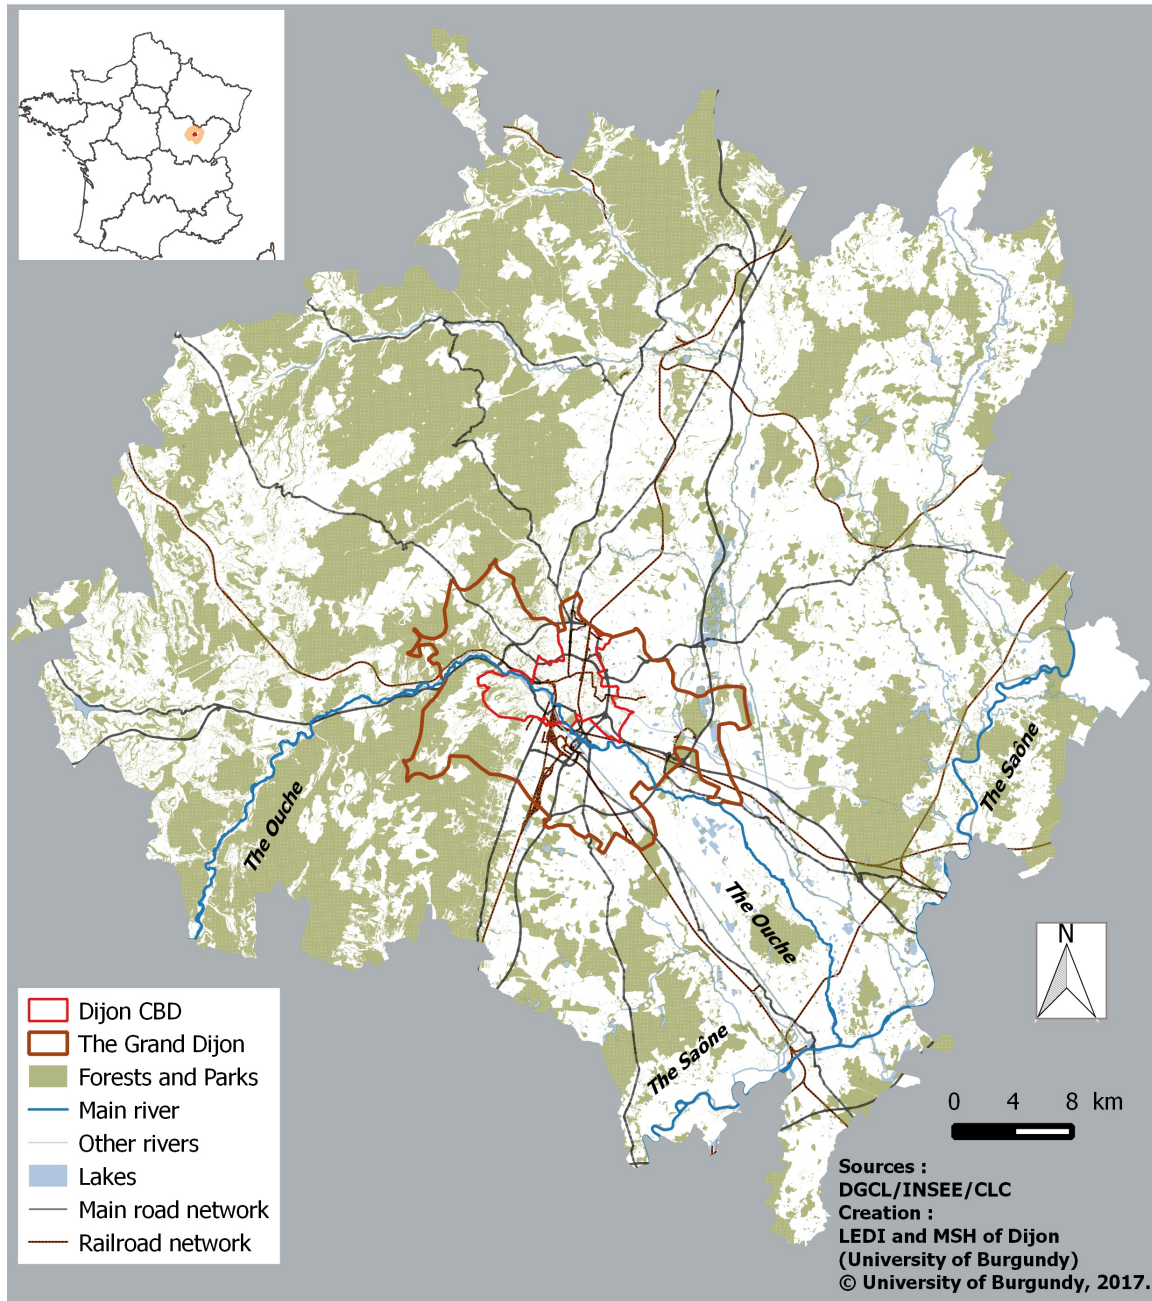 The Saône
The Ouche
The Ouche
The Saône
N
Dijon CBD
The Grand Dijon
Forests and Parks
Main river
Other rivers
Lakes
Main road network
Railroad network
0 4 8 km
Sources :
DGCL/INSEE/CLC
Creation :
LEDI and MSH of Dijon
(University of Burgundy)
© University of Burgundy, 2017.